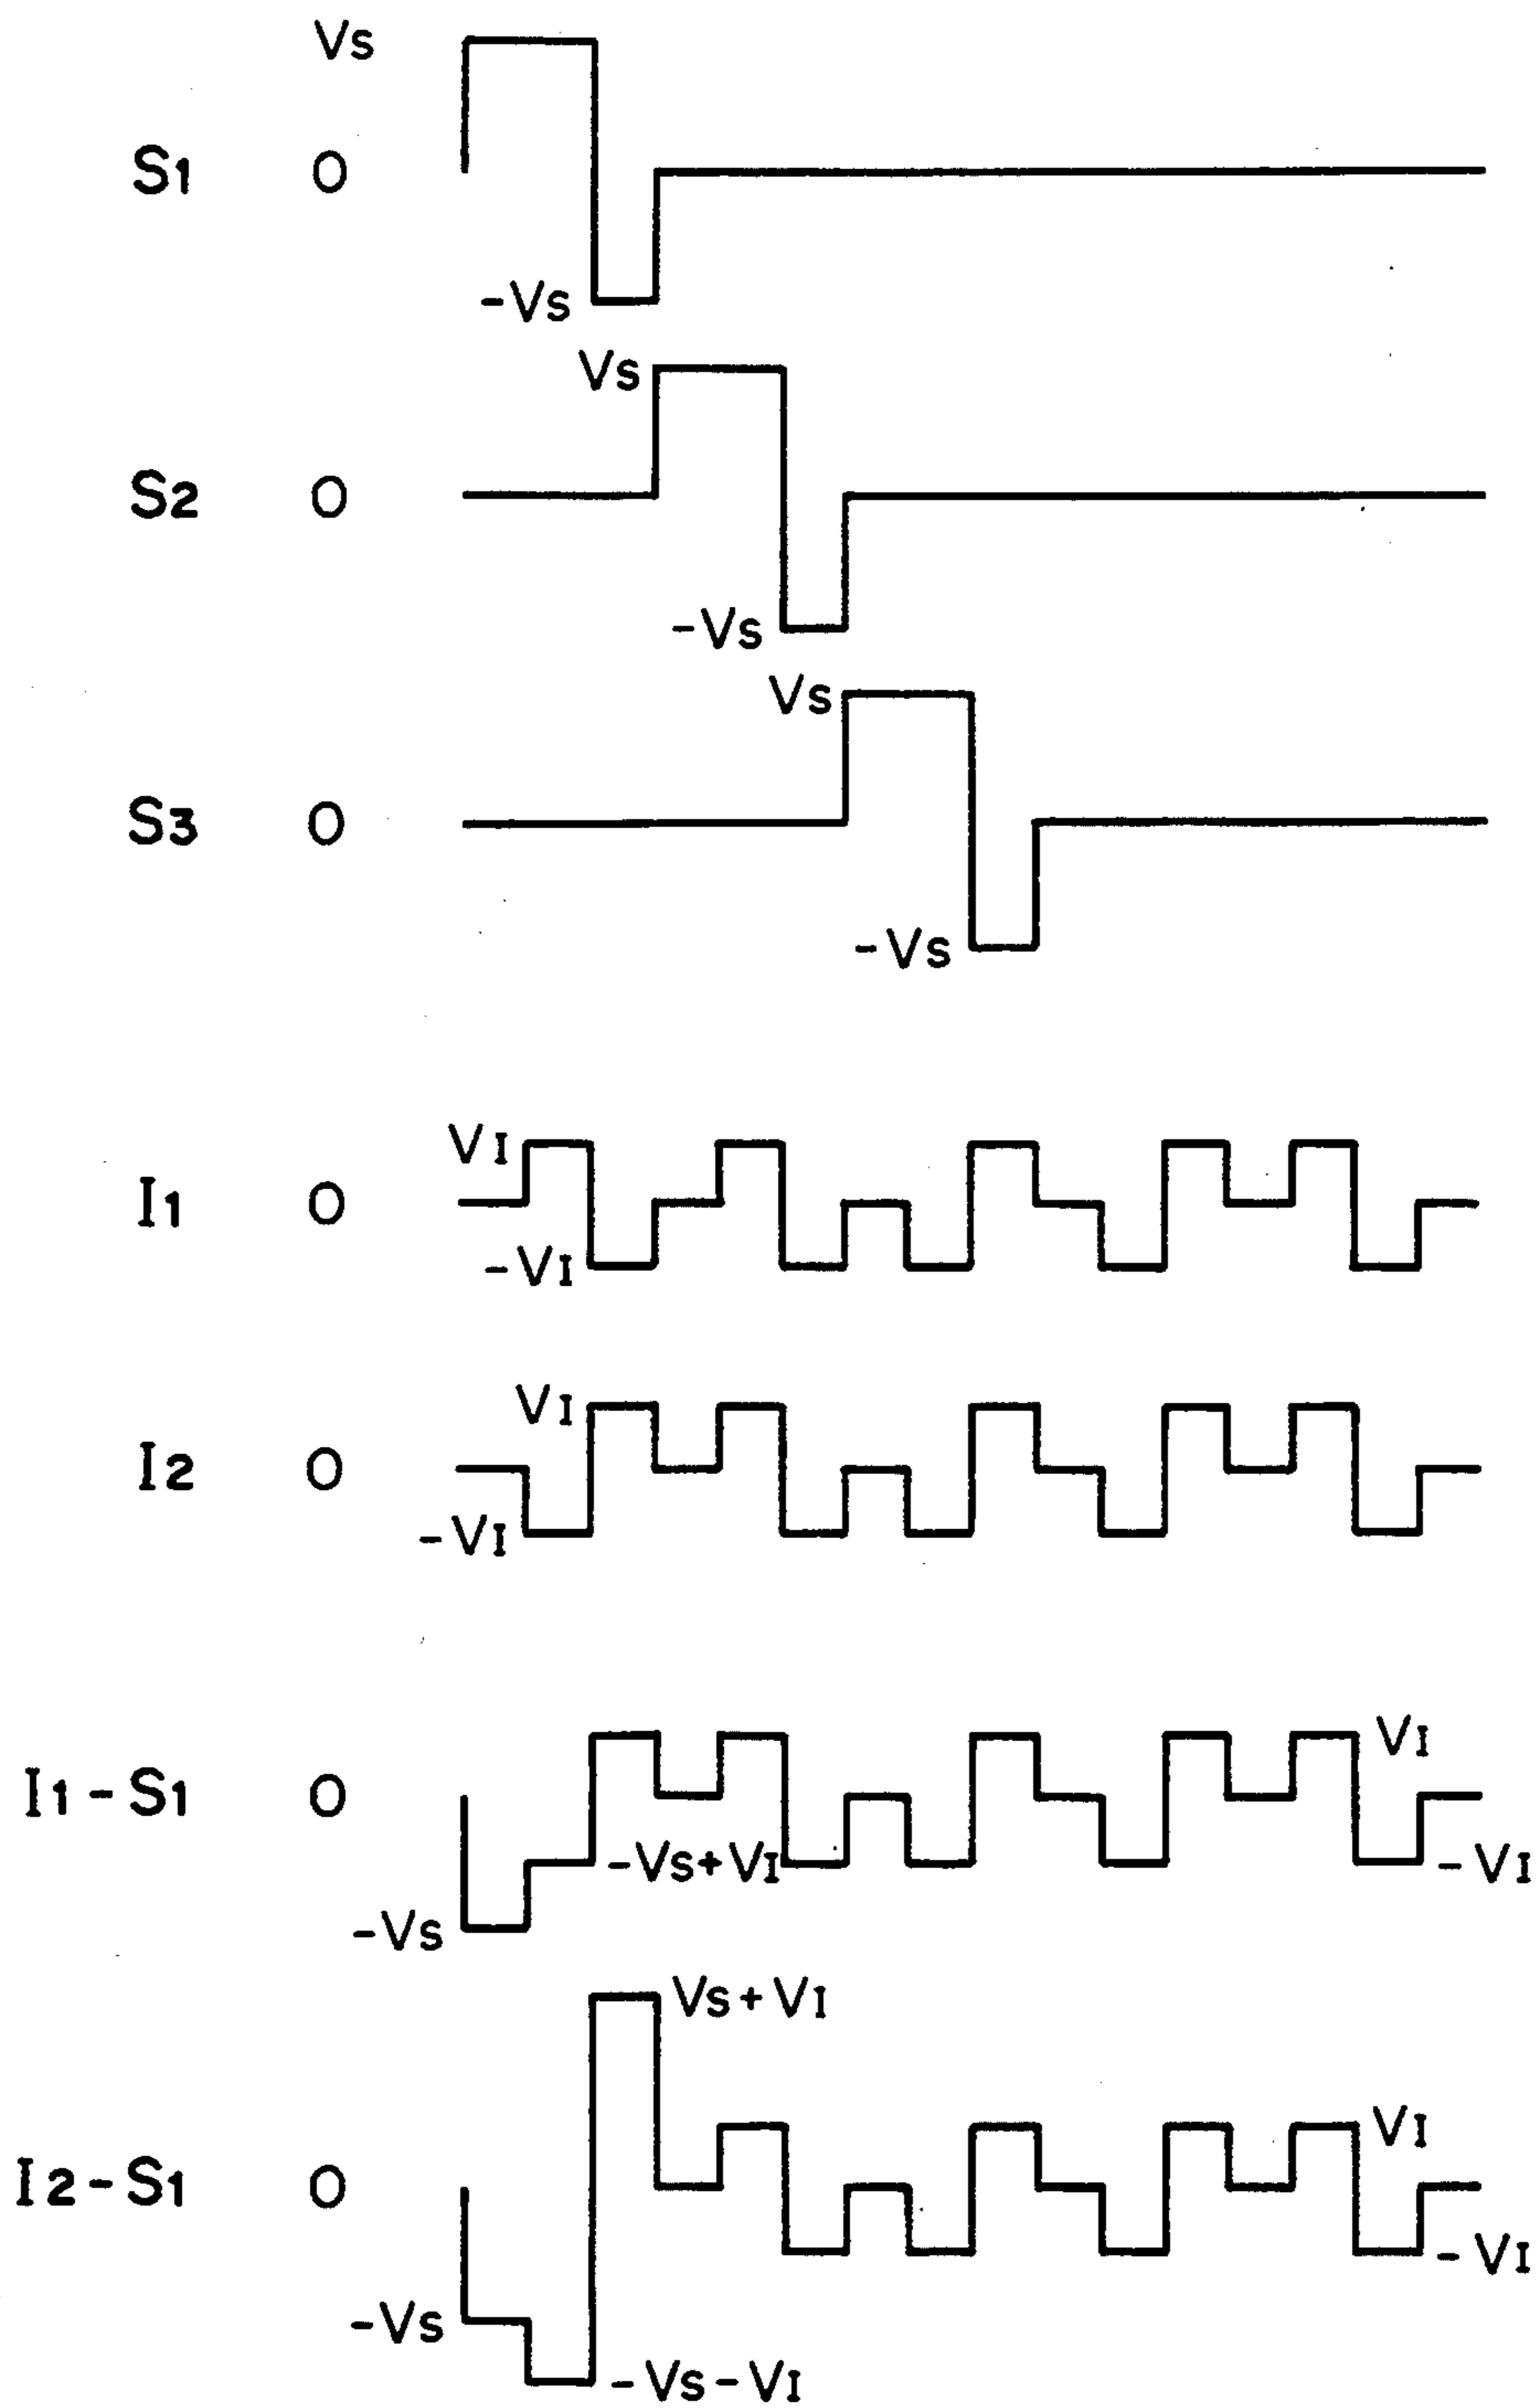 Vs
S1 0
-Vs
Vs
S2 0
-Vs
Vs
S3 0
-Vs
VI
I1 0
-VI
VI
I2 0
-VI
VI
I1-S1 0
-Vs+VI
-VI
-Vs
Vs+VI
VI
I2-S1 0
-VI
-Vs
-Vs-VI